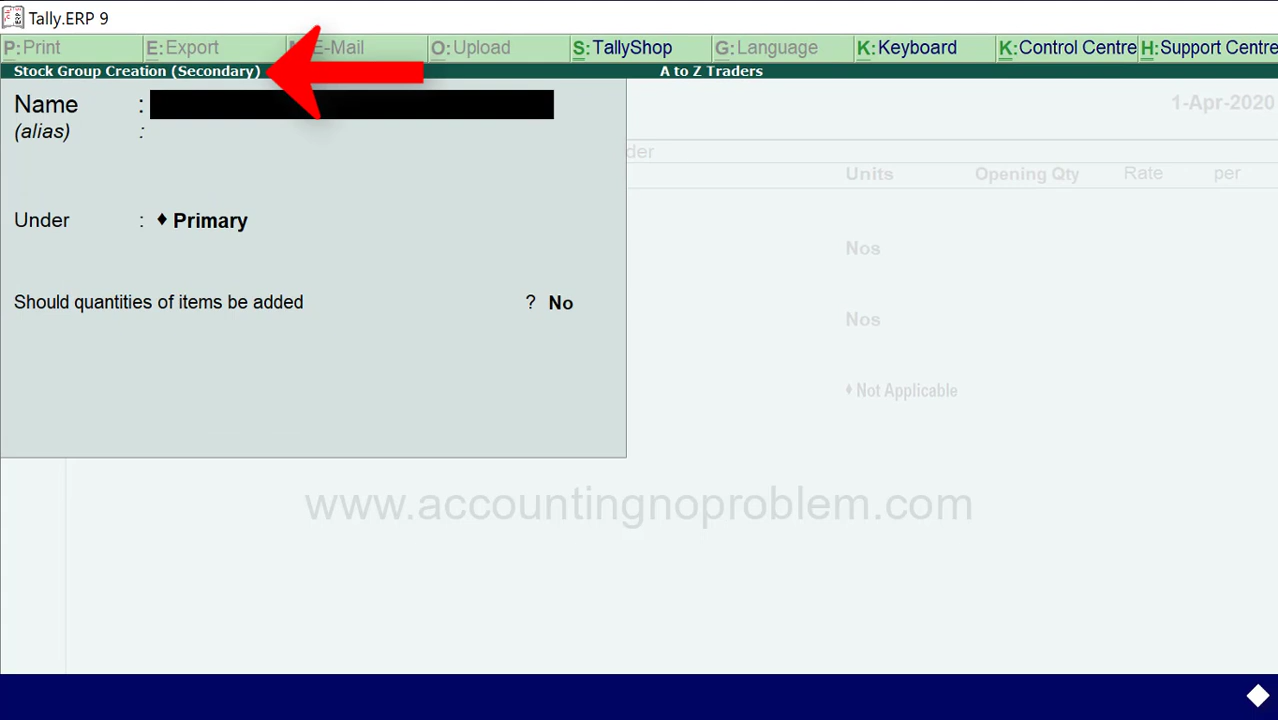 Tally.ERP 9
P: Print E: Export E-Mail O: Upload S: TallyShop G: Language K: Keyboard K: Control Centre H: Support Centre
Stock Group Creation (Secondary) A to Z Traders
Name :
1-Apr-2020
(alias) :
der
Units Opening Qty Rate per
Under : ♦ Primary
Nos
Should quantities of items be added ? No
Nos
♦ Not Applicable
www.accountingnoproblem.com